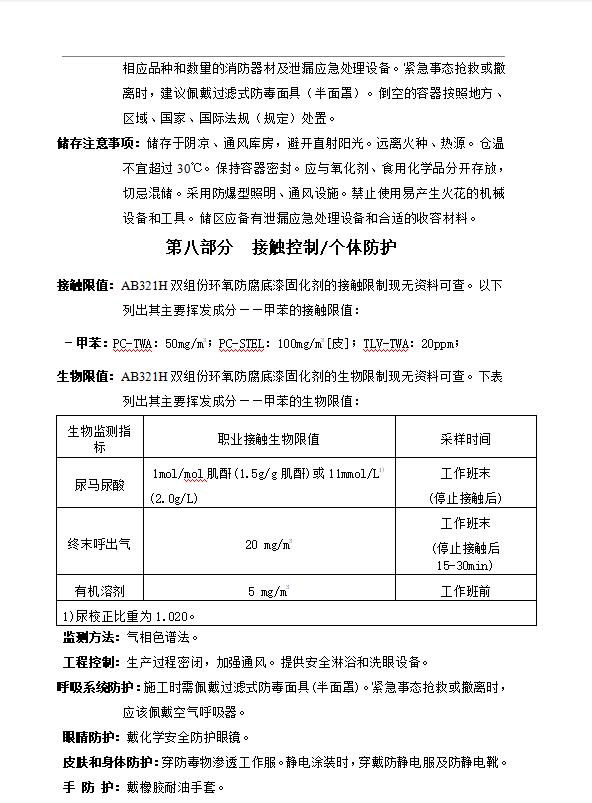 相应品种和数量的消防器材及泄漏应急处理设备。紧急事态抢救或撤
离时，建议佩戴过滤式防毒面具（半面罩）。倒空的容器按照地方、
区域、国家、国际法规（规定）处置。
储存注意事项：储存于阴凉、通风库房，避开直射阳光。远离火种、热源。仓温
不宜超过 30℃。保持容器密封。应与氧化剂、食用化学品分开存放，
切忌混储。采用防爆型照明、通风设施。禁止使用易产生火花的机械
设备和工具。储区应备有泄漏应急处理设备和合适的收容材料。
第八部分 接触控制/个体防护
接触限值：AB321H 双组份环氧防腐底漆固化剂的接触限制现无资料可查。以下
列出其主要挥发成分－－甲苯的接触限值：
－甲苯：PC-TWA：50mg/m³；PC-STEL：100mg/m³[皮]；TLV-TWA：20ppm；
生物限值：AB321H 双组份环氧防腐底漆固化剂的生物限制现无资料可查。下表
列出其主要挥发成分－－甲苯的生物限值：
生物监测指标 职业接触生物限值 采样时间
尿马尿酸 1mol/mol 肌酐(1.5g/g 肌酐)或 11mmol/L¹⁾ 工作班末
(2.0g/L) (停止接触后)
终末呼出气 20 mg/m³ 工作班末
(停止接触后
15-30min)
有机溶剂 5 mg/m³ 工作班前
1)尿校正比重为 1.020。
监测方法：气相色谱法。
工程控制：生产过程密闭，加强通风。提供安全淋浴和洗眼设备。
呼吸系统防护：施工时需佩戴过滤式防毒面具(半面罩)。紧急事态抢救或撤离时，
应该佩戴空气呼吸器。
眼睛防护：戴化学安全防护眼镜。
皮肤和身体防护：穿防毒物渗透工作服。静电涂装时，穿戴防静电服及防静电靴。
手 防 护：戴橡胶耐油手套。